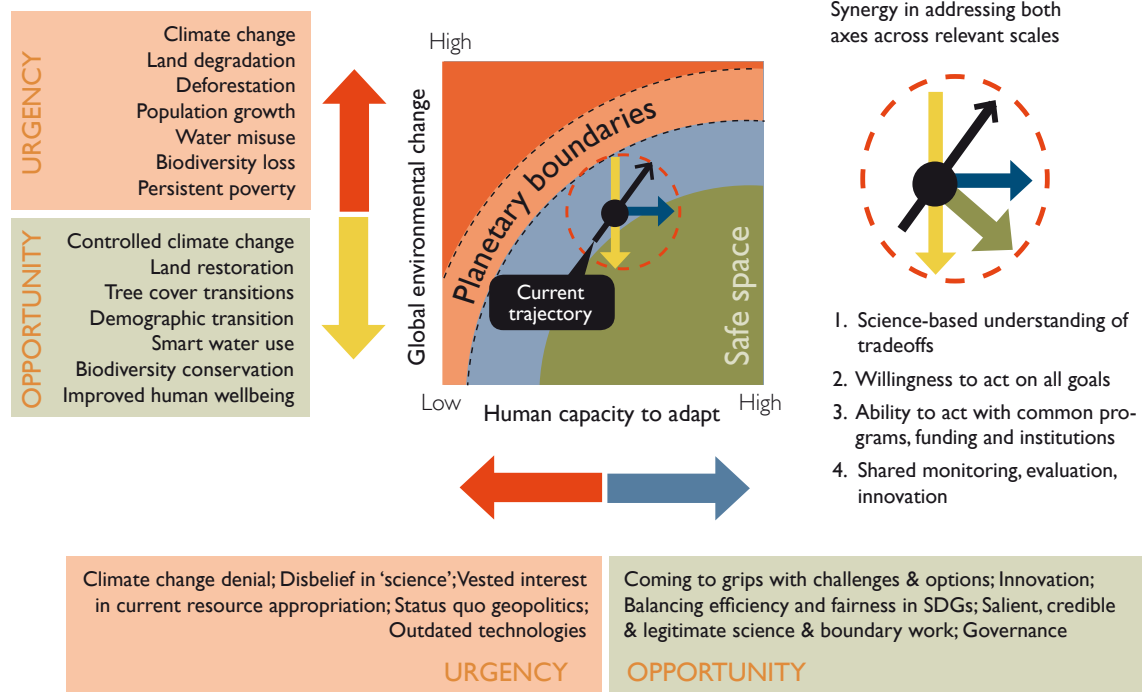 URGENCY
Climate change
Land degradation
Deforestation
Population growth
Water misuse
Biodiversity loss
Persistent poverty
OPPORTUNITY
Controlled climate change
Land restoration
Tree cover transitions
Demographic transition
Smart water use
Biodiversity conservation
Improved human wellbeing
High
Global environmental change
Planetary boundaries
Current
trajectory
Safe space
Low
Human capacity to adapt
High
Synergy in addressing both
axes across relevant scales
1. Science-based understanding of
tradeoffs
2. Willingness to act on all goals
3. Ability to act with common pro-
grams, funding and institutions
4. Shared monitoring, evaluation,
innovation
Climate change denial; Disbelief in ‘science’; Vested interest
in current resource appropriation; Status quo geopolitics;
Outdated technologies
URGENCY
Coming to grips with challenges & options; Innovation;
Balancing efficiency and fairness in SDGs; Salient, credible
& legitimate science & boundary work; Governance
OPPORTUNITY